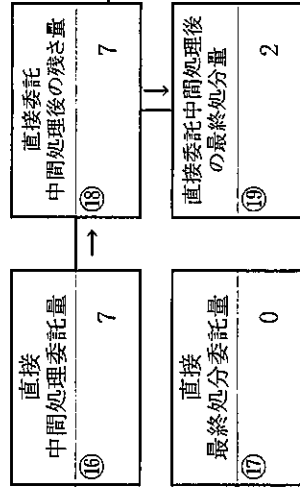 直接
中間処理委託量
⑯
7
直接委託
中間処理後の残さ量
⑱
7
直接
最終処分委託量
⑰
0
直接委託中間処理後
の最終処分量
⑲
2